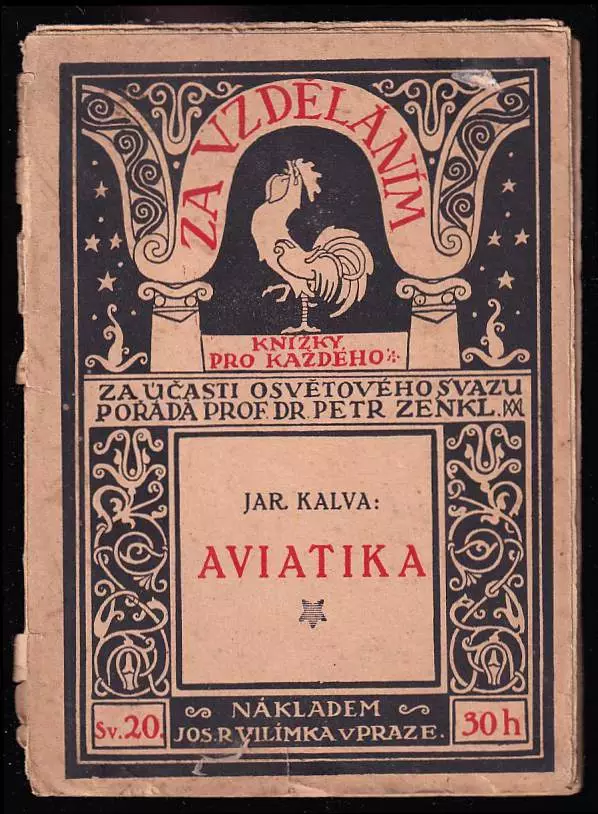 ZA VZDĚLÁNÍM
KNÍŽKY
PRO KAŽDÉHO
ZA ÚČASTI OSVĚTOVÉHO SVAZU
POŘÁDÁ PROF. DR. PETR ZENKL.
JAR. KALVA:
AVIATIKA
Sv. 20.
NÁKLADEM
JOS. R. VILÍMKA V PRAZE.
30 h